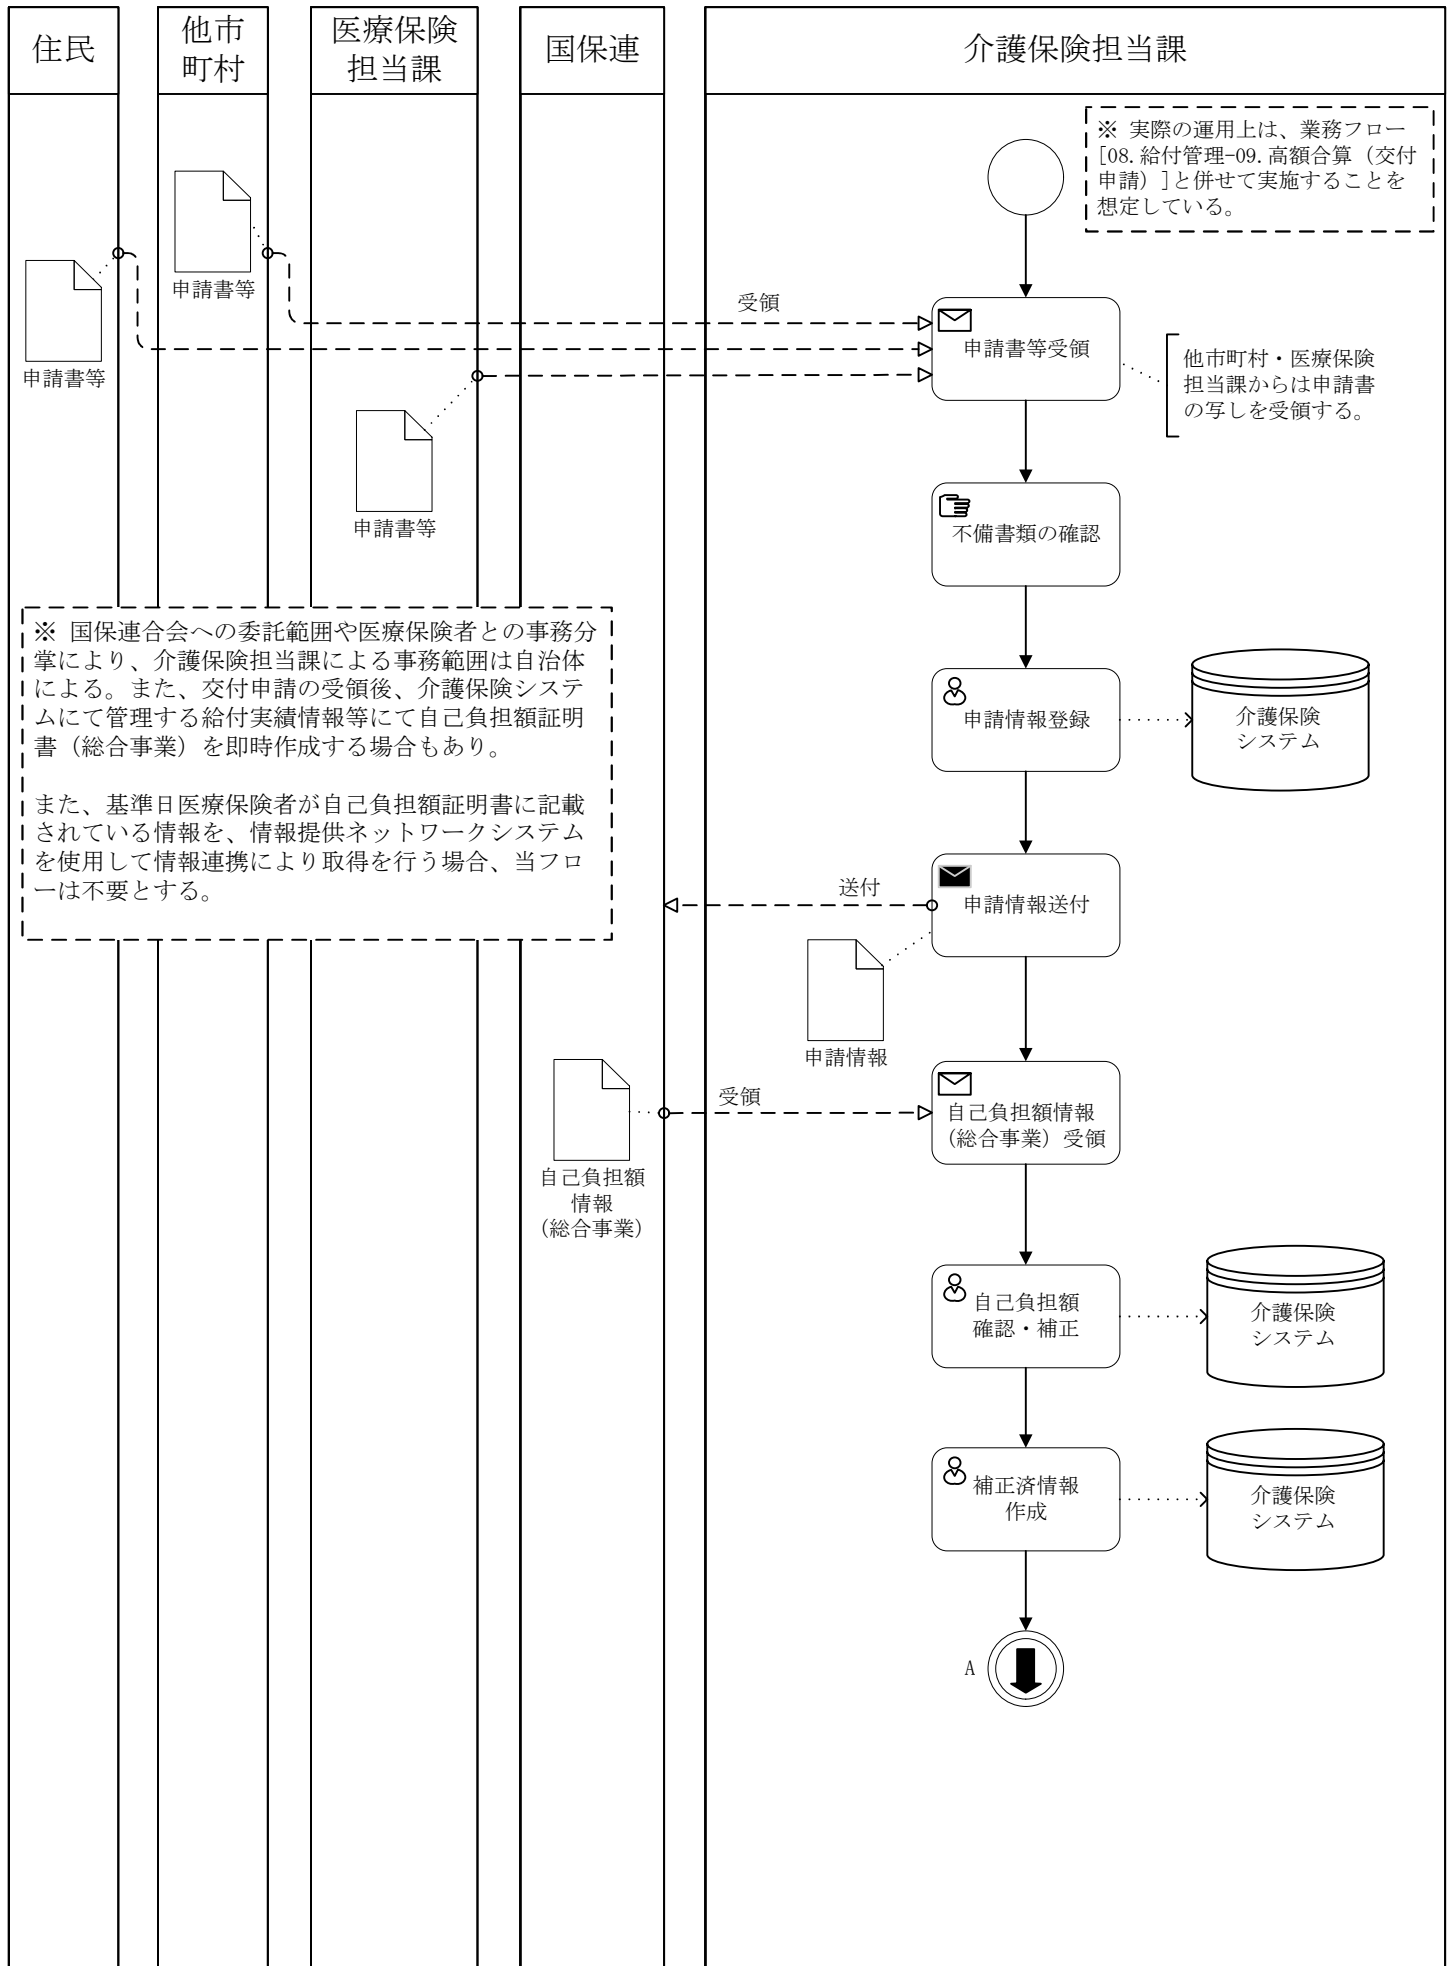 住民
他市
町村
医療保険
担当課
国保連
介護保険担当課
※ 実際の運用上は、業務フロー
[08.給付管理-09.高額合算（交付
申請）]と併せて実施することを
想定している。
申請書等
申請書等
申請書等
受領
申請書等受領
他市町村・医療保険
担当課からは申請書
の写しを受領する。
不備書類の確認
※ 国保連合会への委託範囲や医療保険者との事務分
掌により、介護保険担当課による事務範囲は自治体
による。また、交付申請の受領後、介護保険システ
ムにて管理する給付実績情報等にて自己負担額証明
書（総合事業）を即時作成する場合もあり。
また、基準日医療保険者が自己負担額証明書に記載
されている情報を、情報提供ネットワークシステム
を使用して情報連携により取得を行う場合、当フロ
ーは不要とする。
申請情報登録
介護保険
システム
送付
申請情報送付
申請情報
受領
自己負担額情報
（総合事業）受領
自己負担額
情報
（総合事業）
自己負担額
確認・補正
介護保険
システム
補正済情報
作成
介護保険
システム
A